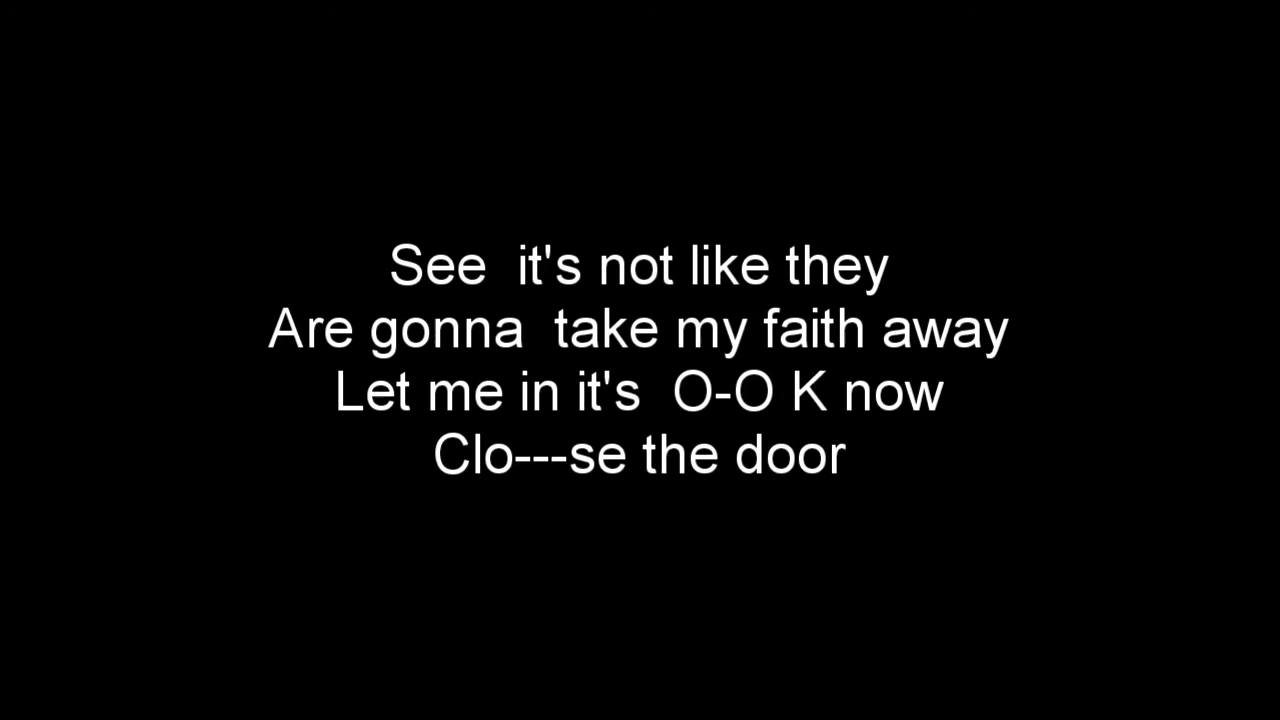 See  it's not like they
Are gonna  take my faith away
Let me in it's  O-O K now
Clo---se the door